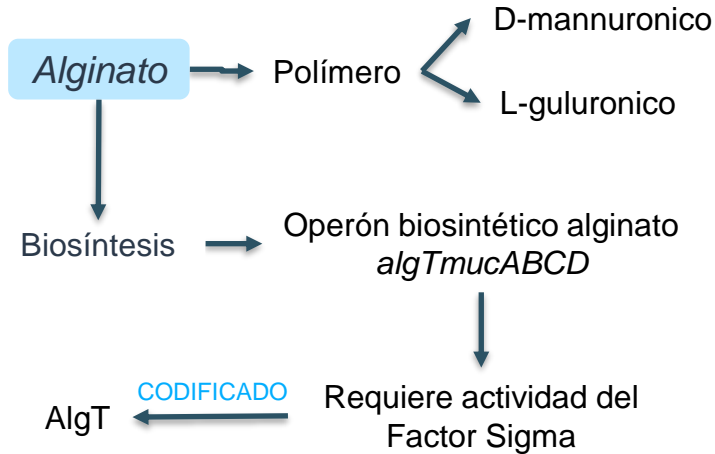 D-mannuronico
Alginato
Polímero
L-guluronico
Biosíntesis
Operón biosintético alginato
algTmucABCD
CODIFICADO
AlgT
Requiere actividad del
Factor Sigma